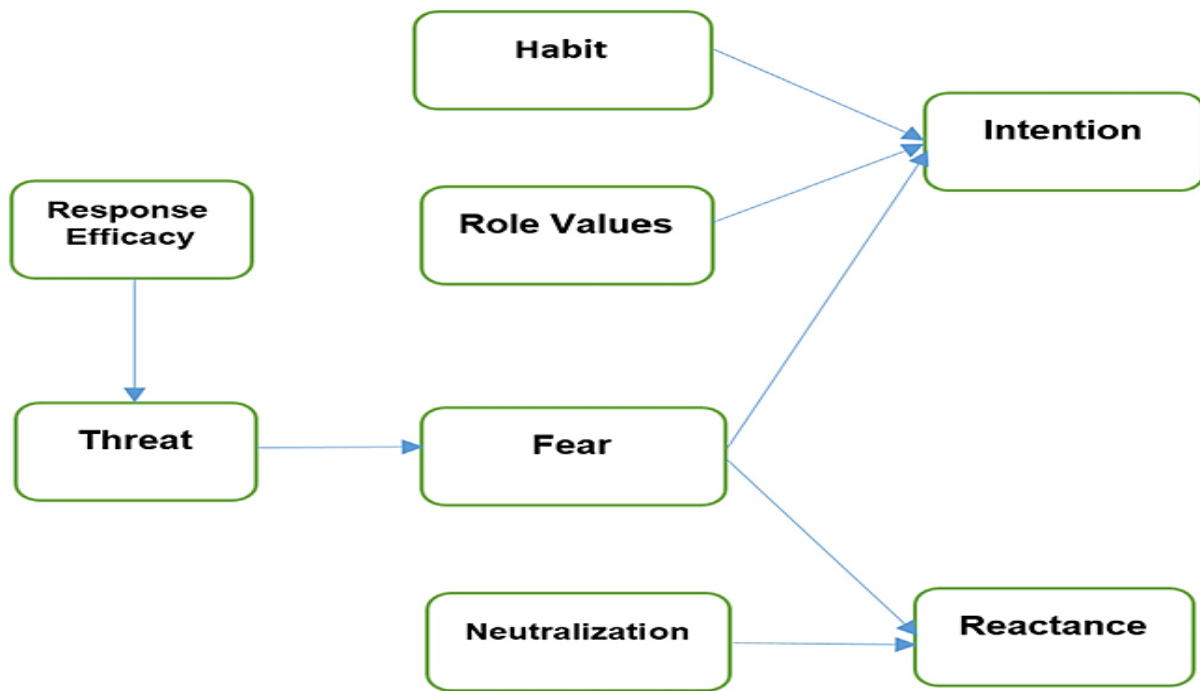 Habit
Intention
Response
Efficacy
Role Values
Threat
Fear
Neutralization
Reactance